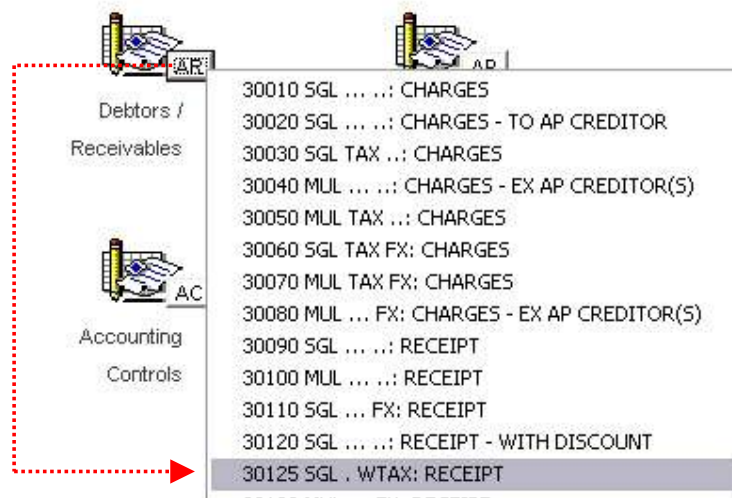 AR
AP
Debtors /
Receivables
AC
Accounting
Controls
30010 SGL ... ..: CHARGES
30020 SGL ... ..: CHARGES - TO AP CREDITOR
30030 SGL TAX ..: CHARGES
30040 MUL ... ..: CHARGES - EX AP CREDITOR(S)
30050 MUL TAX ..: CHARGES
30060 SGL TAX FX: CHARGES
30070 MUL TAX FX: CHARGES
30080 MUL ... FX: CHARGES - EX AP CREDITOR(S)
30090 SGL ... ..: RECEIPT
30100 MUL ... ..: RECEIPT
30110 SGL ... FX: RECEIPT
30120 SGL ... ..: RECEIPT - WITH DISCOUNT
30125 SGL . WTAX: RECEIPT